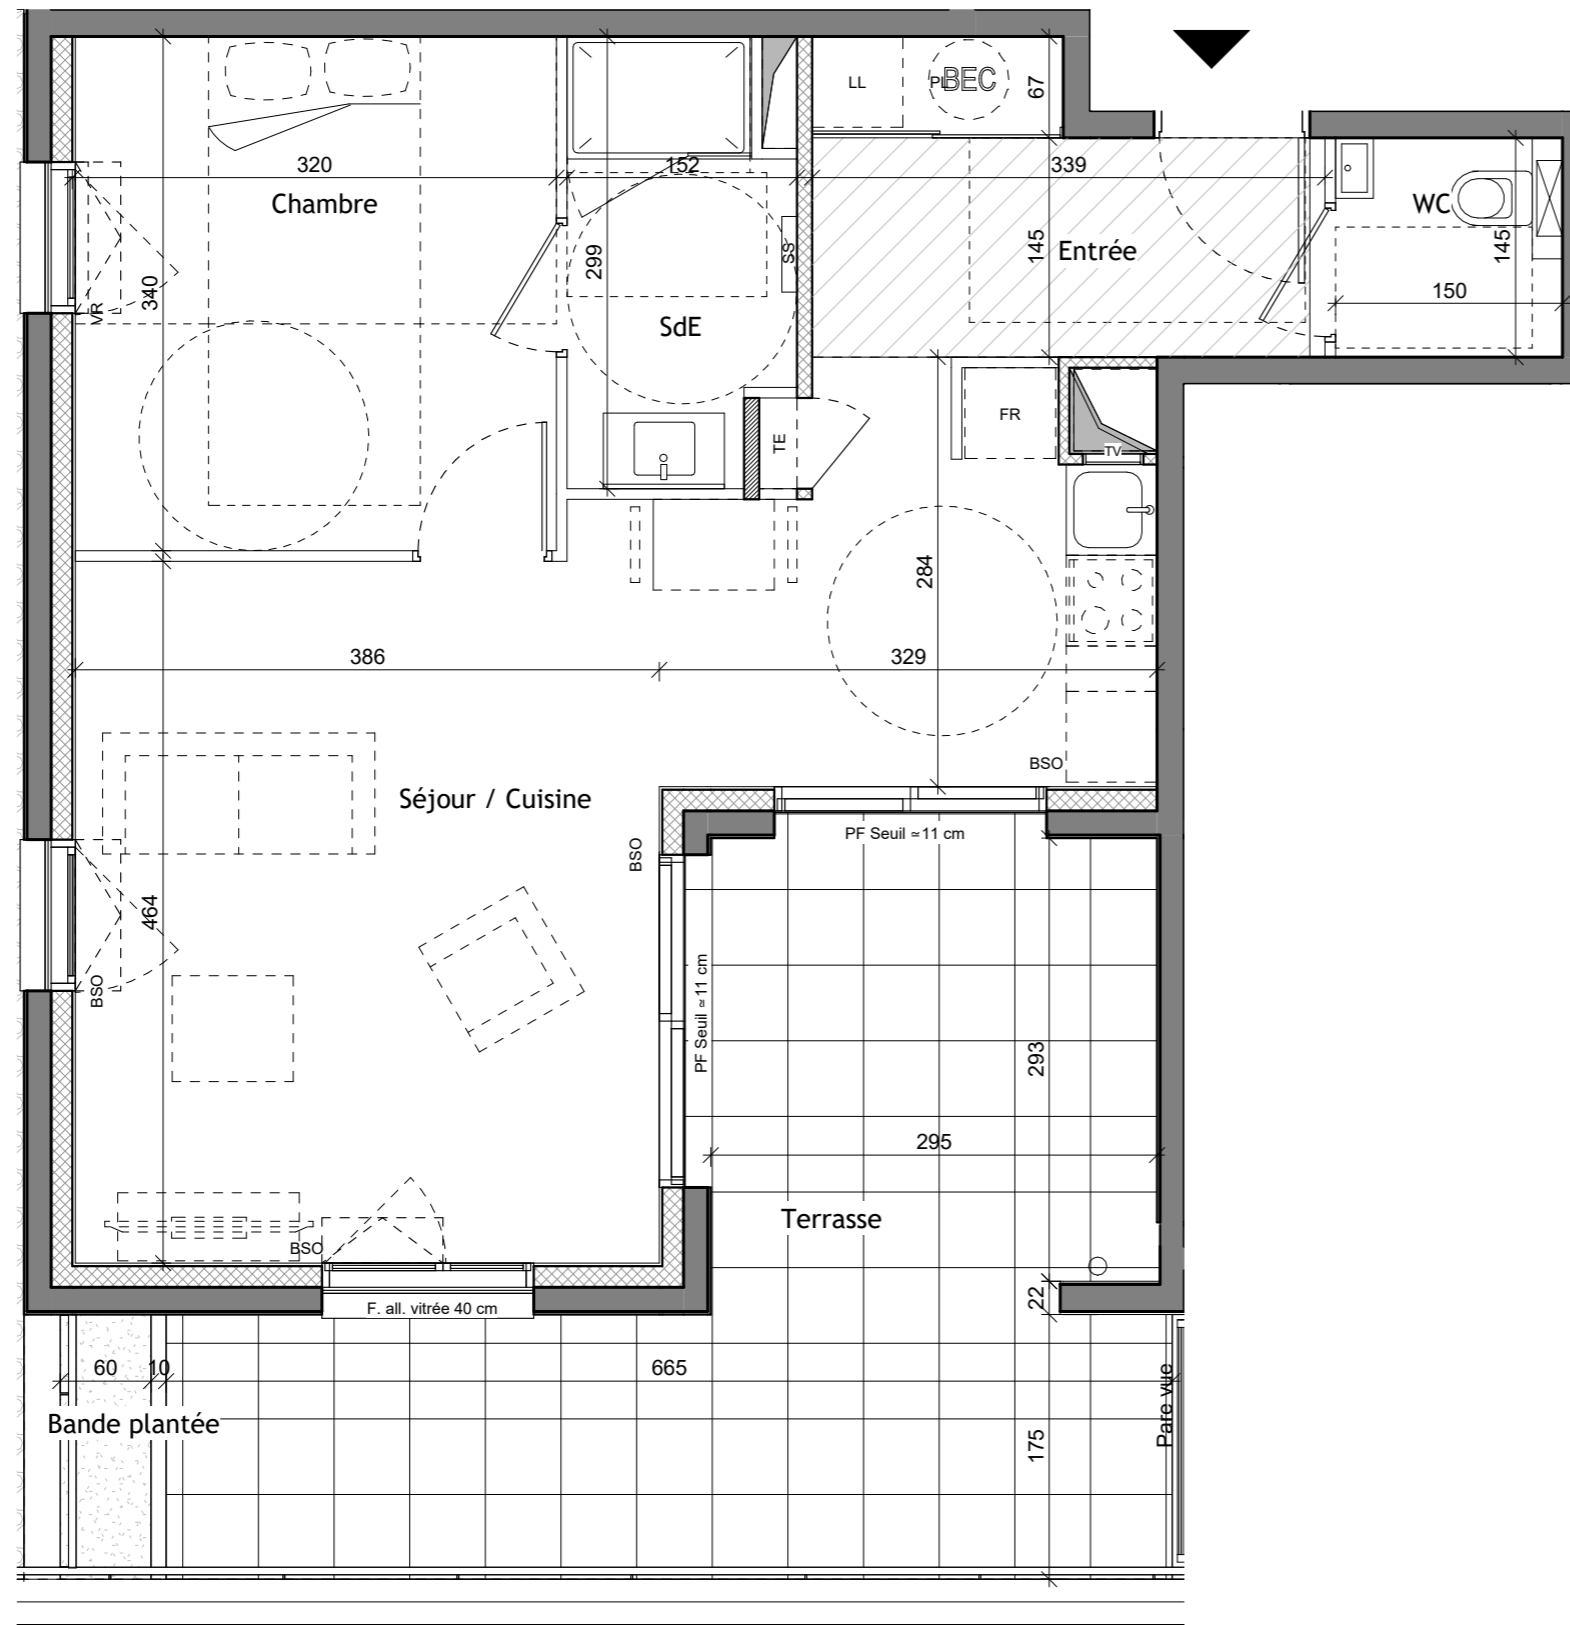 LL
PL
BEC
67
320
152
339
Chambre
WC
145
Entrée
145
299
SS
150
340
VR
SdE
FR
TE
TV
284
386
329
BSO
Séjour / Cuisine
PF Seuil ≃11 cm
BSO
464
BSO
PF Seuil ≃11 cm
293
295
Terrasse
BSO
F. all. vitrée 40 cm
22
60
10
665
Pare vue
Bande plantée
175